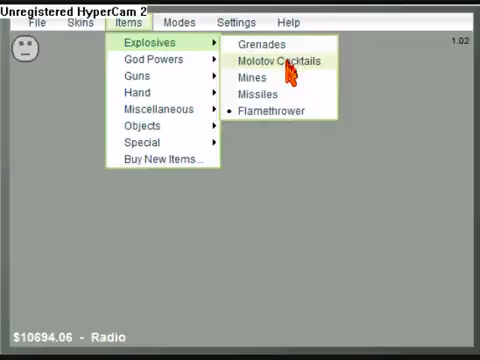 Unregistered HyperCam 2
File Skins Items Modes Settings Help
1.02
Explosives
God Powers
Guns
Hand
Miscellaneous
Objects
Special
Buy New Items...
Grenades
Molotov Cocktails
Mines
Missiles
Flamethrower
$10694.06 - Radio